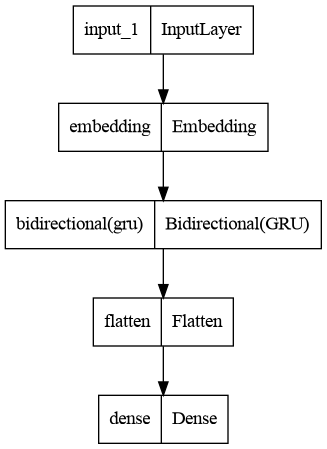 input_1 InputLayer
embedding Embedding
bidirectional(gru) Bidirectional(GRU)
flatten Flatten
dense Dense